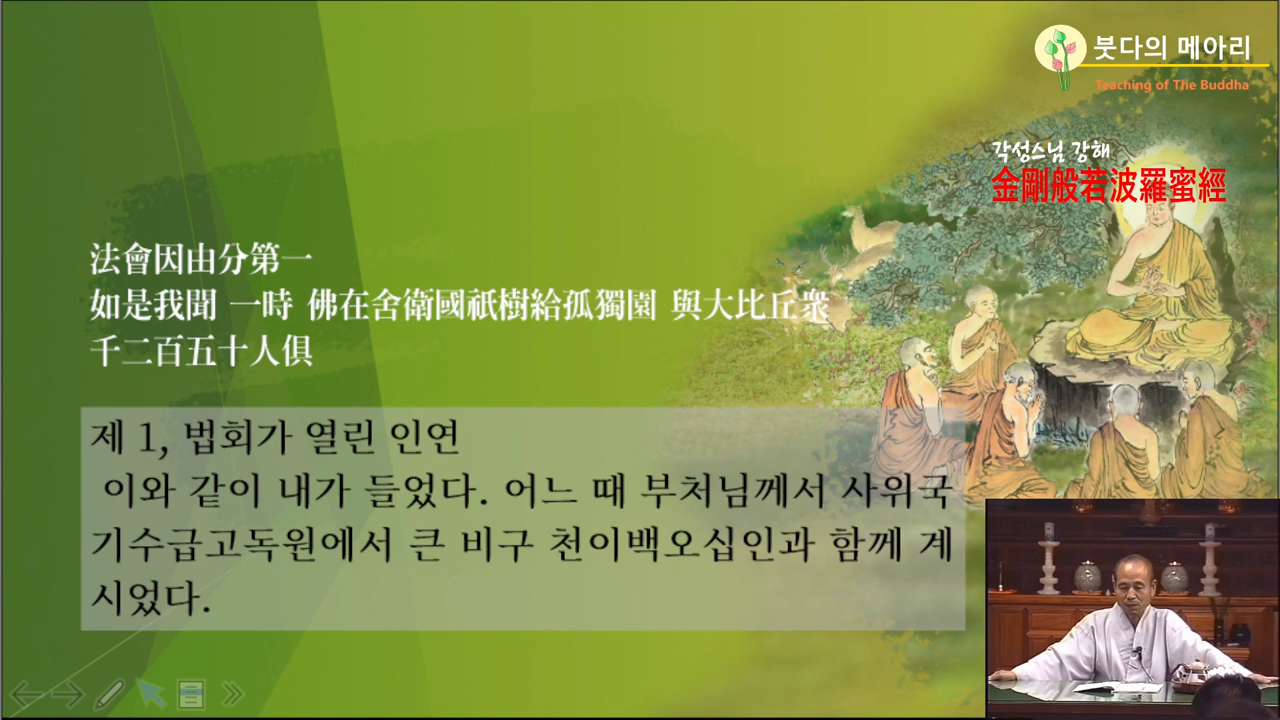 붓다의 메아리
Teaching of The Buddha
각성스님 강해
金剛般若波羅蜜經
法會因由分第一
如是我聞 一時 佛在舍衛國祇樹給孤獨園 與大比丘衆
千二百五十人俱
제 1, 법회가 열린 인연
이와 같이 내가 들었다. 어느 때 부처님께서 사위국
기수급고독원에서 큰 비구 천이백오십인과 함께 계
시었다.